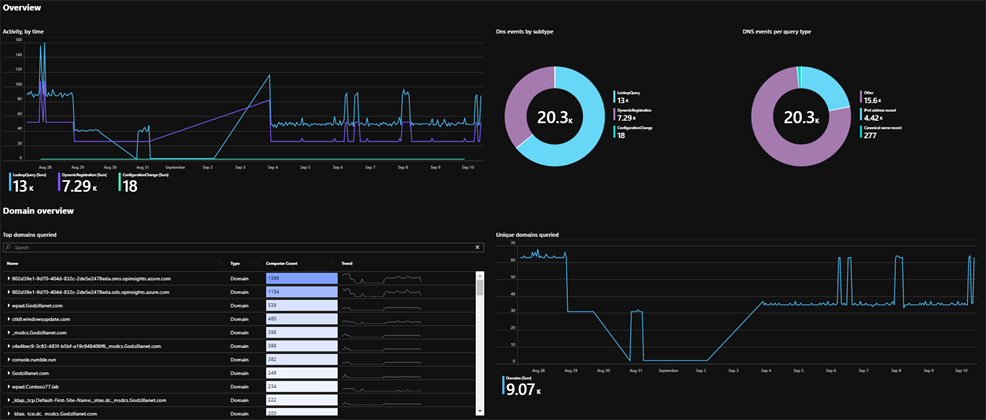 Overview
Activity, by time
160
140
120
100
80
60
40
20
0
Aug 28 Aug 29 Aug 30 Aug 31 September Sep 2 Sep 3 Sep 4 Sep 5 Sep 6 Sep 7 Sep 8 Sep 9 Sep 10
LookupQuery (Sum) DynamicRegistration (Sum) ConfigurationChange (Sum)
13 K 7.29 K 18
Dns events by subtype
20.3K
LookupQuery
13 K
DynamicRegistration
7.29 K
ConfigurationChange
18
DNS events per query type
20.3K
Other
15.6 K
IPv4 address record
4.42 K
Canonical name record
277
Domain overview
Top domains queried
Search
Name Type Computer Count Trend
802d39e1-9d70-404d-832c-2de5e2478eda.oms.opinsights.azure.com Domain 1386
802d39e1-9d70-404d-832c-2de5e2478eda.ods.opinsights.azure.com Domain 1154
wpad.Godzillanet.com Domain 538
ctldl.windowsupdate.com Domain 460
_msdcs.Godzillanet.com Domain 398
c4e4bec9-3c63-483f-b5bf-a19c948406f6._msdcs.Godzillanet.com Domain 398
console.rumble.run Domain 382
Godzillanet.com Domain 246
wpad.Contoso77.lab Domain 234
_ldap._tcp.Default-First-Site-Name._sites.dc._msdcs.Godzillanet.com Domain 222
_ldap._tcp.dc._msdcs.Godzillanet.com Domain 200
Unique domains queried
70
60
50
40
30
20
10
0
Aug 28 Aug 29 Aug 30 Aug 31 September Sep 2 Sep 3 Sep 4 Sep 5 Sep 6 Sep 7 Sep 8 Sep 9 Sep 10
Domains (Sum)
9.07 K